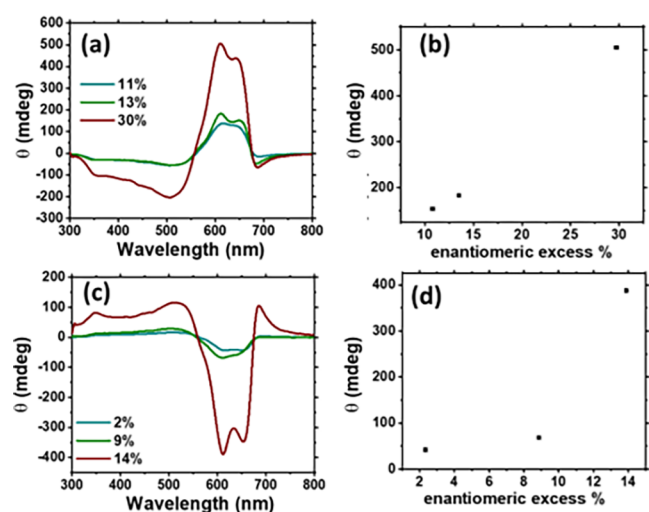 (a)
θ (mdeg)
600
500
400
300
200
100
0
-100
-200
-300
11%
13%
30%
300 400 500 600 700 800
Wavelength (nm)
(b)
θ (mdeg)
500
400
300
200
10 15 20 25 30
enantiomeric excess %
(c)
θ (mdeg)
200
100
0
-100
-200
-300
-400
2%
9%
14%
300 400 500 600 700 800
Wavelength (nm)
(d)
θ (mdeg)
400
300
200
100
0
2 4 6 8 10 12 14
enantiomeric excess %